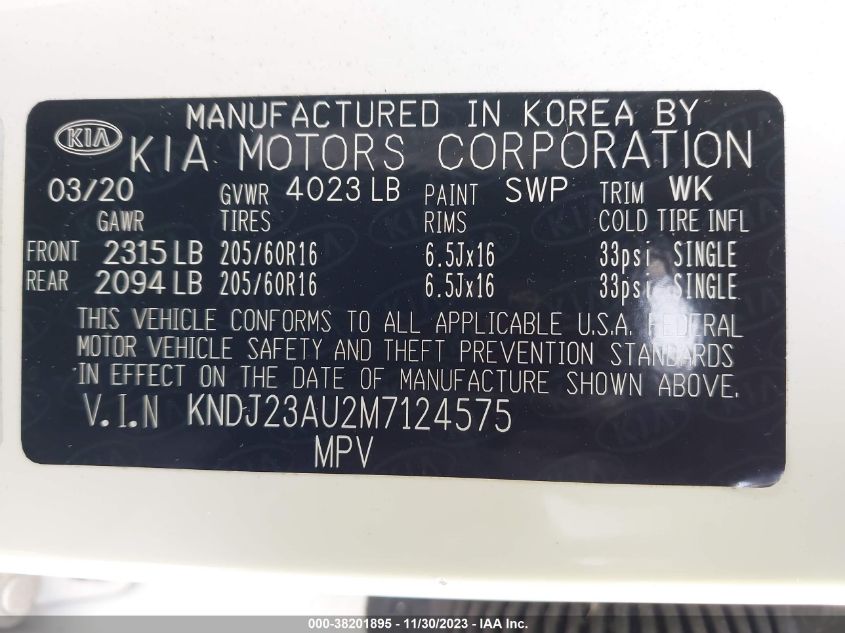 MANUFACTURED IN KOREA BY
KIA KIA MOTORS CORPORATION
03/20 GVWR 4023 LB PAINT SWP TRIM WK
GAWR TIRES RIMS COLD TIRE INFL
FRONT 2315 LB 205/60R16 6.5Jx16 33psi SINGLE
REAR 2094 LB 205/60R16 6.5Jx16 33psi SINGLE
THIS VEHICLE CONFORMS TO ALL APPLICABLE U.S.A. FEDERAL
MOTOR VEHICLE SAFETY AND THEFT PREVENTION STANDARDS
IN EFFECT ON THE DATE OF MANUFACTURE SHOWN ABOVE.
V.I.N KNDJ23AU2M7124575
MPV
000-38201895 - 11/30/2023 - IAA Inc.